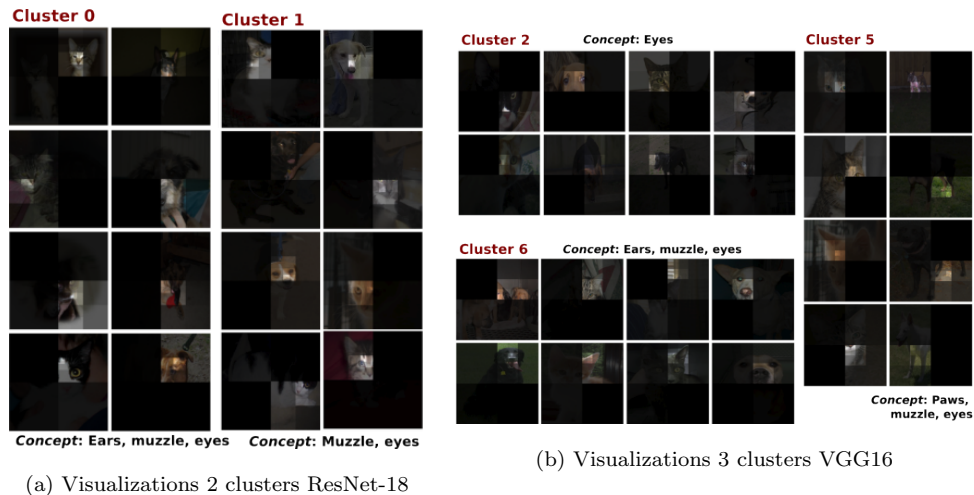 Cluster 0
Cluster 1
Concept: Ears, muzzle, eyes
Concept: Muzzle, eyes
(a) Visualizations 2 clusters ResNet-18
Cluster 2
Concept: Eyes
Cluster 5
Cluster 6
Concept: Ears, muzzle, eyes
Concept: Paws,
muzzle, eyes
(b) Visualizations 3 clusters VGG16